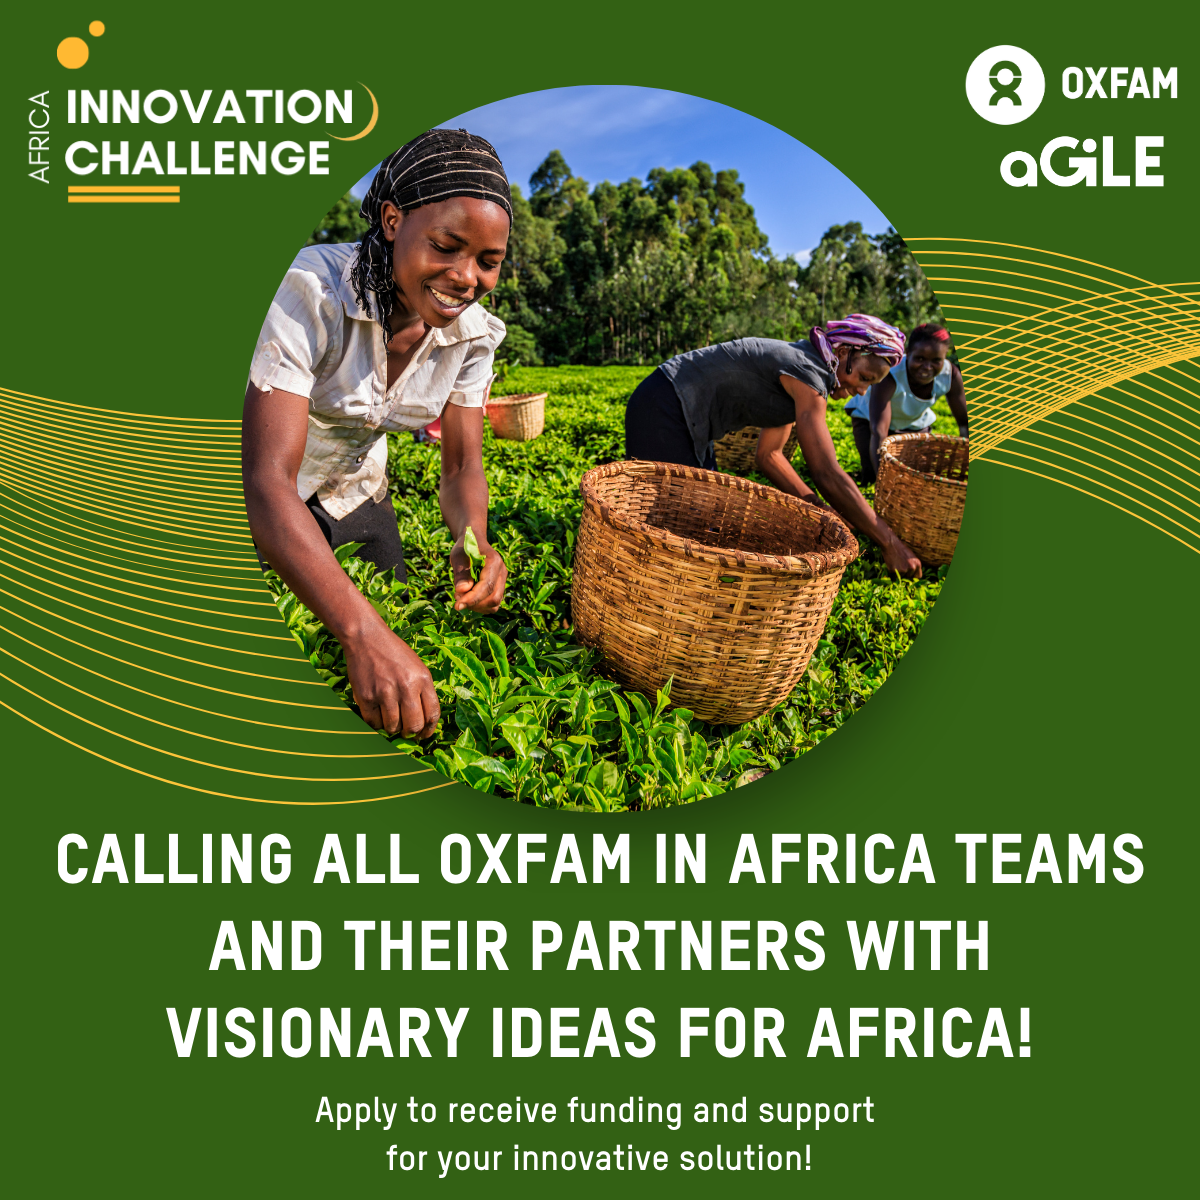 AFRICA
INNOVATION
CHALLENGE
OXFAM
aGiLE
CALLING ALL OXFAM IN AFRICA TEAMS
AND THEIR PARTNERS WITH
VISIONARY IDEAS FOR AFRICA!
Apply to receive funding and support
for your innovative solution!